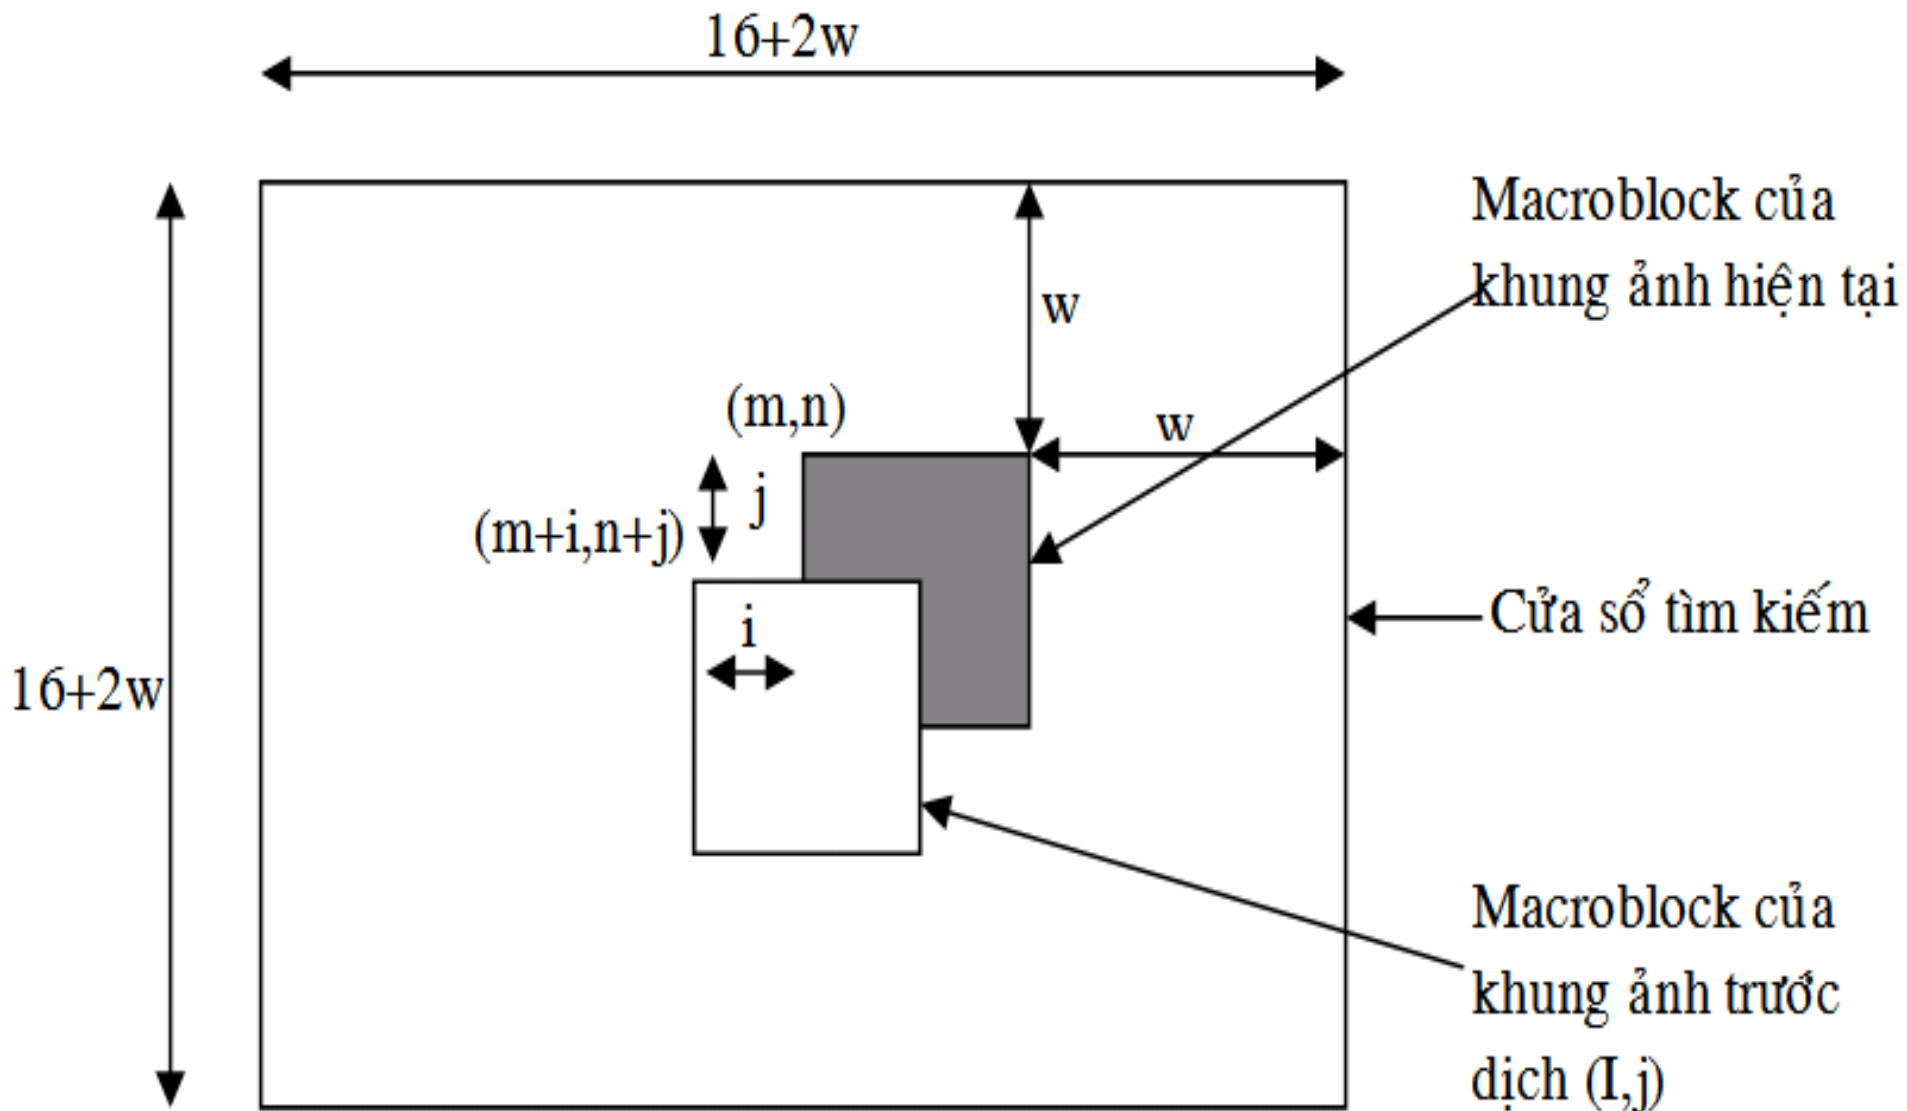 16+2w
Macroblock của
khung ảnh hiện tại
w
(m,n)
w
j
(m+i,n+j)
i
Cửa sổ tìm kiếm
16+2w
Macroblock của
khung ảnh trước
dịch (I,j)